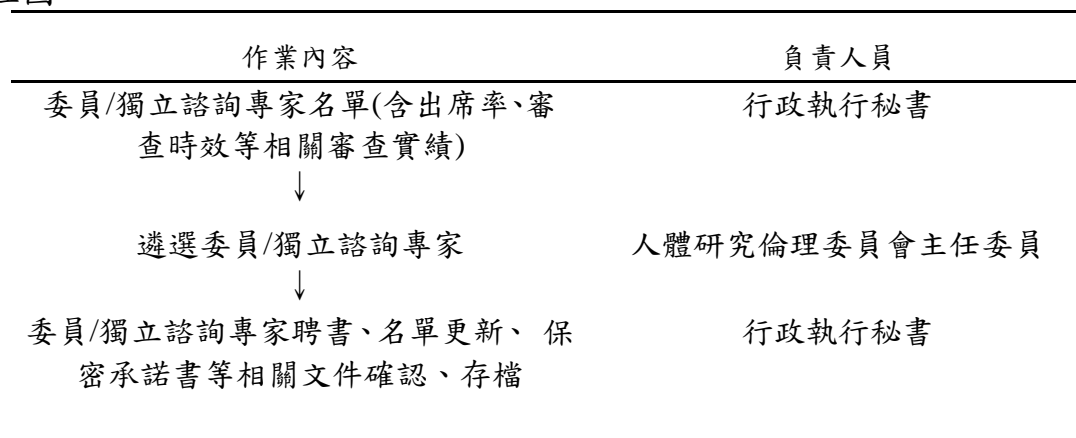 作業內容 負責人員
委員/獨立諮詢專家名單(含出席率、審 行政執行秘書
查時效等相關審查實績)
↓
遴選委員/獨立諮詢專家 人體研究倫理委員會主任委員
↓
委員/獨立諮詢專家聘書、名單更新、 保 行政執行秘書
密承諾書等相關文件確認、存檔